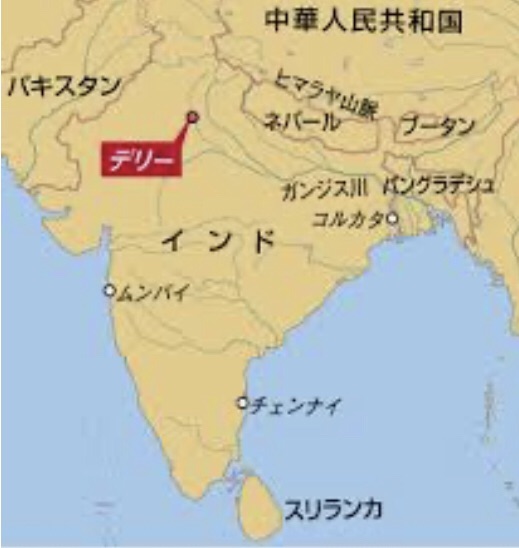 中華人民共和国
パキスタン
ヒマラヤ山脈
ネパール
ブータン
デリー
ガンジス川
バングラデシュ
コルカタ
インド
ムンバイ
チェンナイ
スリランカ